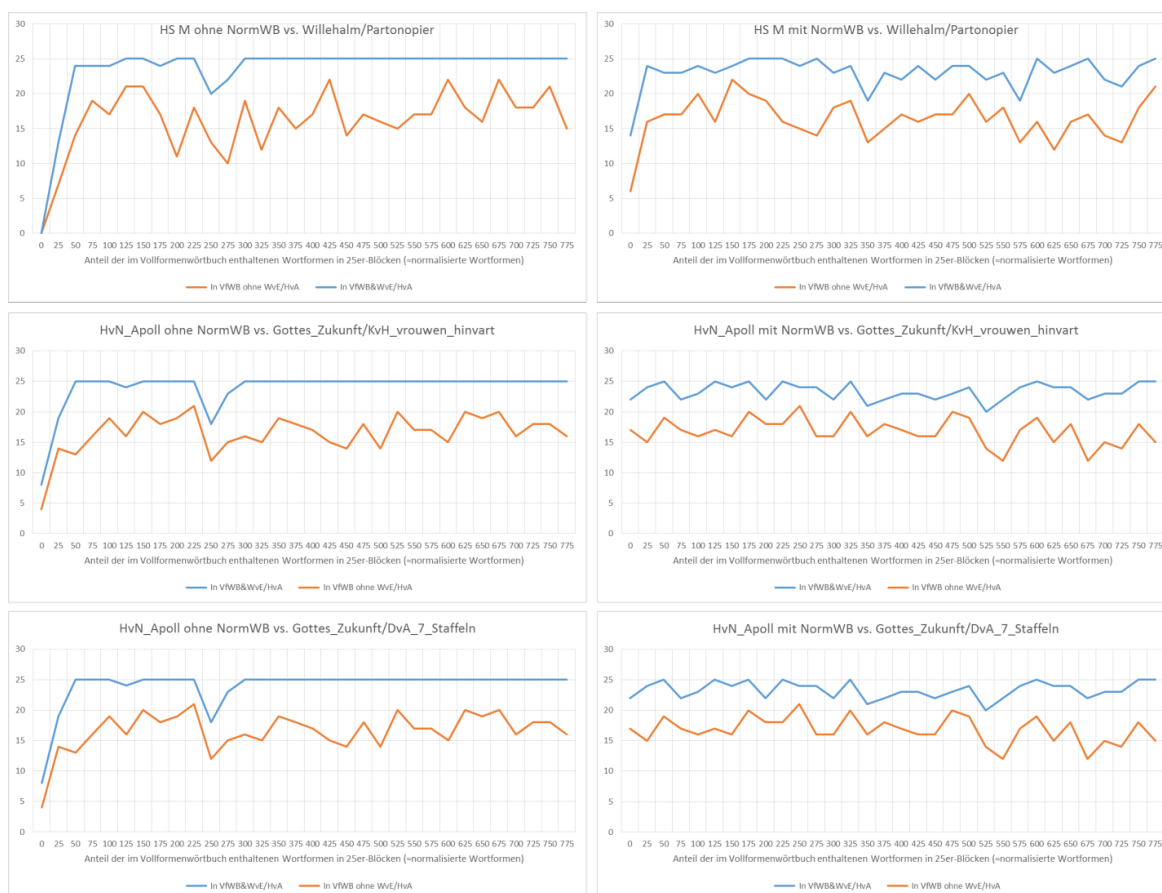 HS M ohne NormWB vs. Willehalm/Partonopier
30
25
20
15
10
5
0
0 25 50 75 100 125 150 175 200 225 250 275 300 325 350 375 400 425 450 475 500 525 550 575 600 625 650 675 700 725 750 775
Anteil der im Vollformenwörtbuch enthaltenen Wortformen in 25er-Blöcken (=normalisierte Wortformen)
In VfWB ohne WvE/HvA In VfWB&WvE/HvA
HS M mit NormWB vs. Willehalm/Partonopier
30
25
20
15
10
5
0
0 25 50 75 100 125 150 175 200 225 250 275 300 325 350 375 400 425 450 475 500 525 550 575 600 625 650 675 700 725 750 775
Anteil der im Vollformenwörtbuch enthaltenen Wortformen in 25er-Blöcken (=normalisierte Wortformen)
In VfWB ohne WvE/HvA In VfWB&WvE/HvA
HvN_Apoll ohne NormWB vs. Gottes_Zukunft/KvH_vrouwen_hinvart
30
25
20
15
10
5
0
0 25 50 75 100 125 150 175 200 225 250 275 300 325 350 375 400 425 450 475 500 525 550 575 600 625 650 675 700 725 750 775
Anteil der im Vollformenwörtbuch enthaltenen Wortformen in 25er-Blöcken (=normalisierte Wortformen)
In VfWB&WvE/HvA In VfWB ohne WvE/HvA
HvN_Apoll mit NormWB vs. Gottes_Zukunft/KvH_vrouwen_hinvart
30
25
20
15
10
5
0
0 25 50 75 100 125 150 175 200 225 250 275 300 325 350 375 400 425 450 475 500 525 550 575 600 625 650 675 700 725 750 775
Anteil der im Vollformenwörtbuch enthaltenen Wortformen in 25er-Blöcken (=normalisierte Wortformen)
In VfWB&WvE/HvA In VfWB ohne WvE/HvA
HvN_Apoll ohne NormWB vs. Gottes_Zukunft/DvA_7_Staffeln
30
25
20
15
10
5
0
0 25 50 75 100 125 150 175 200 225 250 275 300 325 350 375 400 425 450 475 500 525 550 575 600 625 650 675 700 725 750 775
Anteil der im Vollformenwörtbuch enthaltenen Wortformen in 25er-Blöcken (=normalisierte Wortformen)
In VfWB&WvE/HvA In VfWB ohne WvE/HvA
HvN_Apoll mit NormWB vs. Gottes_Zukunft/DvA_7_Staffeln
30
25
20
15
10
5
0
0 25 50 75 100 125 150 175 200 225 250 275 300 325 350 375 400 425 450 475 500 525 550 575 600 625 650 675 700 725 750 775
Anteil der im Vollformenwörtbuch enthaltenen Wortformen in 25er-Blöcken (=normalisierte Wortformen)
In VfWB&WvE/HvA In VfWB ohne WvE/HvA